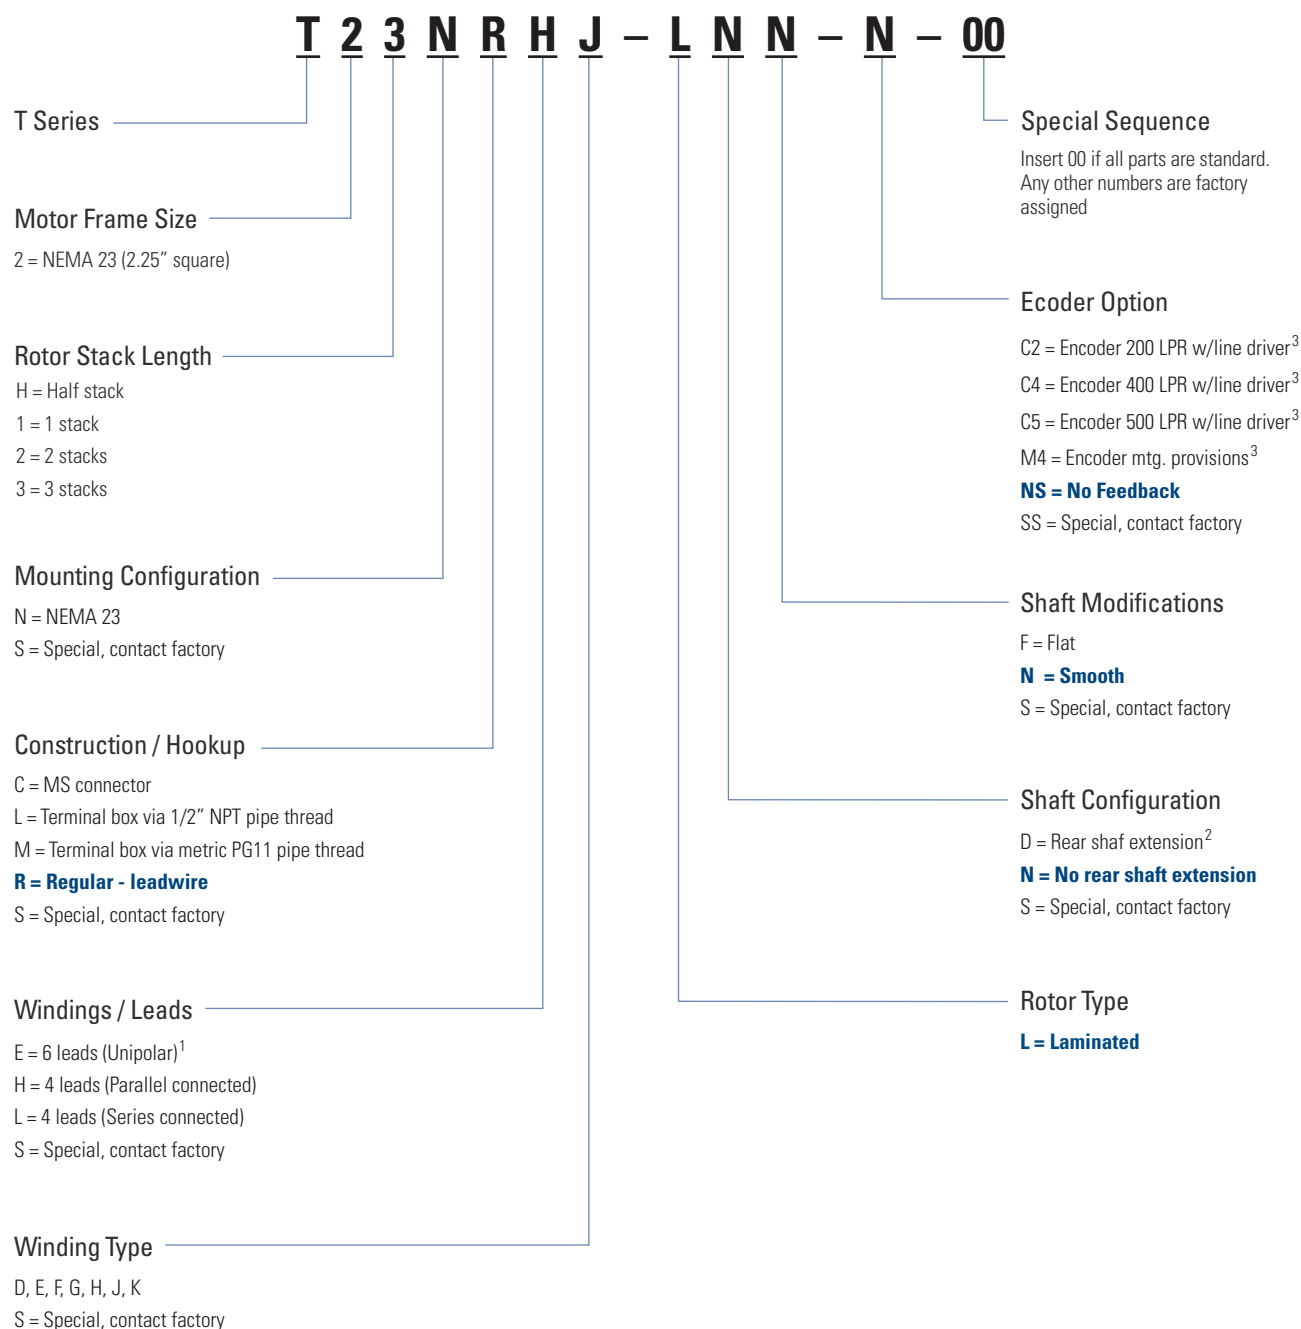 T 2 3 N R H J – L N N – N – 00
T Series
Motor Frame Size
2 = NEMA 23 (2.25” square)
Rotor Stack Length
H = Half stack
1 = 1 stack
2 = 2 stacks
3 = 3 stacks
Mounting Configuration
N = NEMA 23
S = Special, contact factory
Construction / Hookup
C = MS connector
L = Terminal box via 1/2” NPT pipe thread
M = Terminal box via metric PG11 pipe thread
R = Regular - leadwire
S = Special, contact factory
Windings / Leads
E = 6 leads (Unipolar)1
H = 4 leads (Parallel connected)
L = 4 leads (Series connected)
S = Special, contact factory
Winding Type
D, E, F, G, H, J, K
S = Special, contact factory
Special Sequence
Insert 00 if all parts are standard.
Any other numbers are factory
assigned
Ecoder Option
C2 = Encoder 200 LPR w/line driver3
C4 = Encoder 400 LPR w/line driver3
C5 = Encoder 500 LPR w/line driver3
M4 = Encoder mtg. provisions3
NS = No Feedback
SS = Special, contact factory
Shaft Modifications
F = Flat
N = Smooth
S = Special, contact factory
Shaft Configuration
D = Rear shaf extension2
N = No rear shaft extension
S = Special, contact factory
Rotor Type
L = Laminated